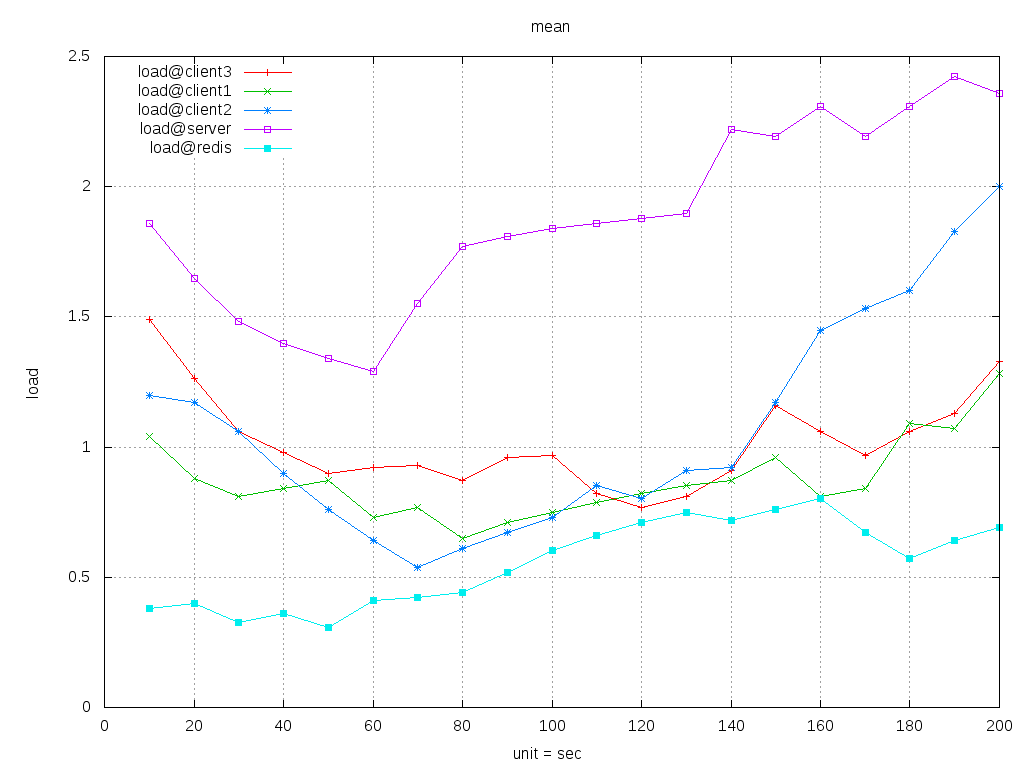 mean
2.5
2
1.5
1
0.5
0
load
load@client3
load@client1
load@client2
load@server
load@redis
0 20 40 60 80 100 120 140 160 180 200
unit = sec